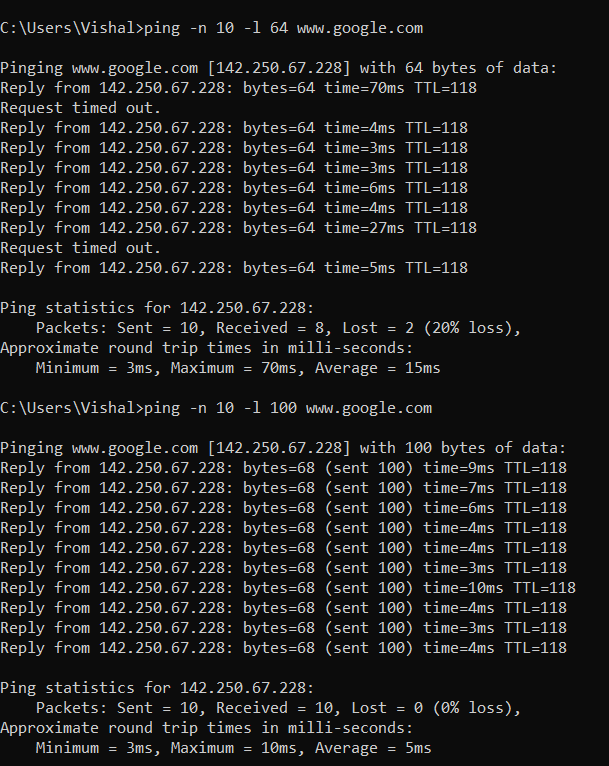 C:\Users\Vishal>ping -n 10 -l 64 www.google.com
Pinging www.google.com [142.250.67.228] with 64 bytes of data:
Reply from 142.250.67.228: bytes=64 time=70ms TTL=118
Request timed out.
Reply from 142.250.67.228: bytes=64 time=4ms TTL=118
Reply from 142.250.67.228: bytes=64 time=3ms TTL=118
Reply from 142.250.67.228: bytes=64 time=3ms TTL=118
Reply from 142.250.67.228: bytes=64 time=6ms TTL=118
Reply from 142.250.67.228: bytes=64 time=4ms TTL=118
Reply from 142.250.67.228: bytes=64 time=27ms TTL=118
Request timed out.
Reply from 142.250.67.228: bytes=64 time=5ms TTL=118
Ping statistics for 142.250.67.228:
    Packets: Sent = 10, Received = 8, Lost = 2 (20% loss),
Approximate round trip times in milli-seconds:
    Minimum = 3ms, Maximum = 70ms, Average = 15ms
C:\Users\Vishal>ping -n 10 -l 100 www.google.com
Pinging www.google.com [142.250.67.228] with 100 bytes of data:
Reply from 142.250.67.228: bytes=68 (sent 100) time=9ms TTL=118
Reply from 142.250.67.228: bytes=68 (sent 100) time=7ms TTL=118
Reply from 142.250.67.228: bytes=68 (sent 100) time=6ms TTL=118
Reply from 142.250.67.228: bytes=68 (sent 100) time=4ms TTL=118
Reply from 142.250.67.228: bytes=68 (sent 100) time=4ms TTL=118
Reply from 142.250.67.228: bytes=68 (sent 100) time=3ms TTL=118
Reply from 142.250.67.228: bytes=68 (sent 100) time=10ms TTL=118
Reply from 142.250.67.228: bytes=68 (sent 100) time=4ms TTL=118
Reply from 142.250.67.228: bytes=68 (sent 100) time=3ms TTL=118
Reply from 142.250.67.228: bytes=68 (sent 100) time=4ms TTL=118
Ping statistics for 142.250.67.228:
    Packets: Sent = 10, Received = 10, Lost = 0 (0% loss),
Approximate round trip times in milli-seconds:
    Minimum = 3ms, Maximum = 10ms, Average = 5ms